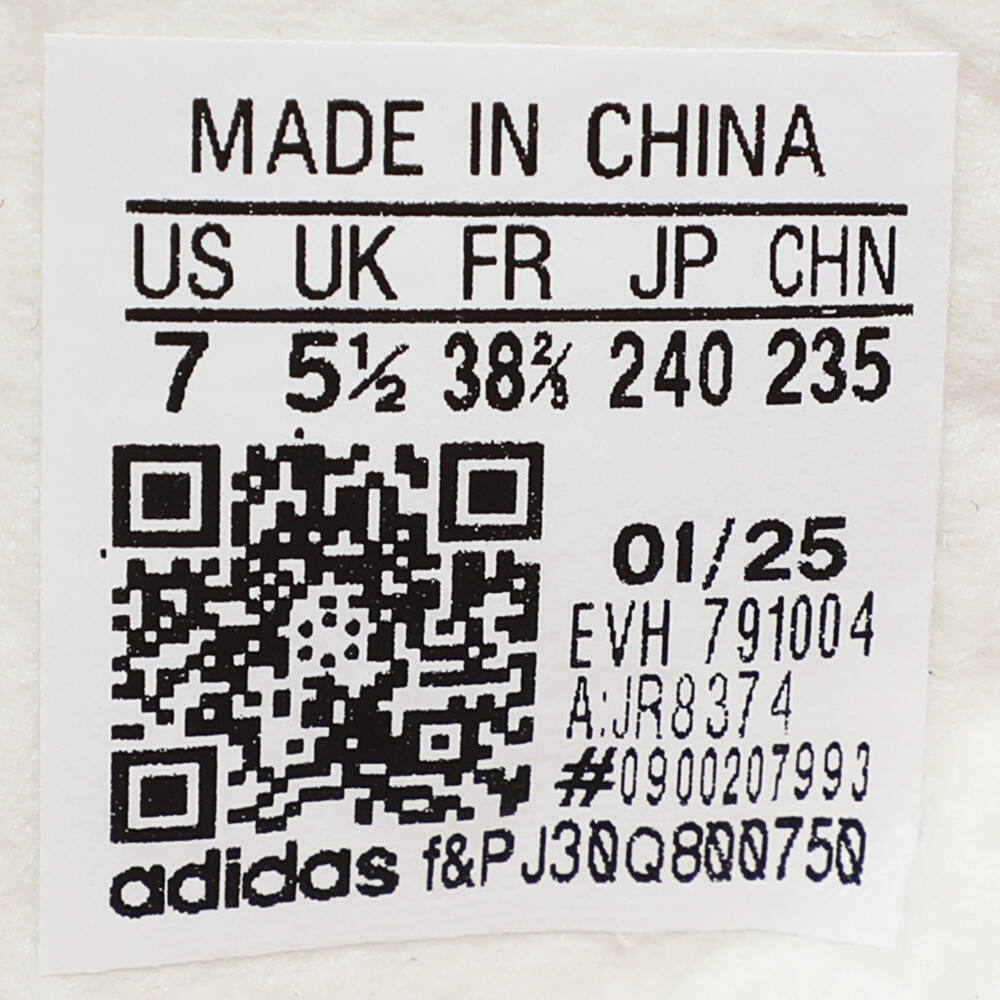 MADE IN CHINA
US UK FR JP CHN
7 5½ 38⅔ 240 235
01/25
EVH 791004
A:JR8374
#0900207993
adidas f&PJ30Q800750